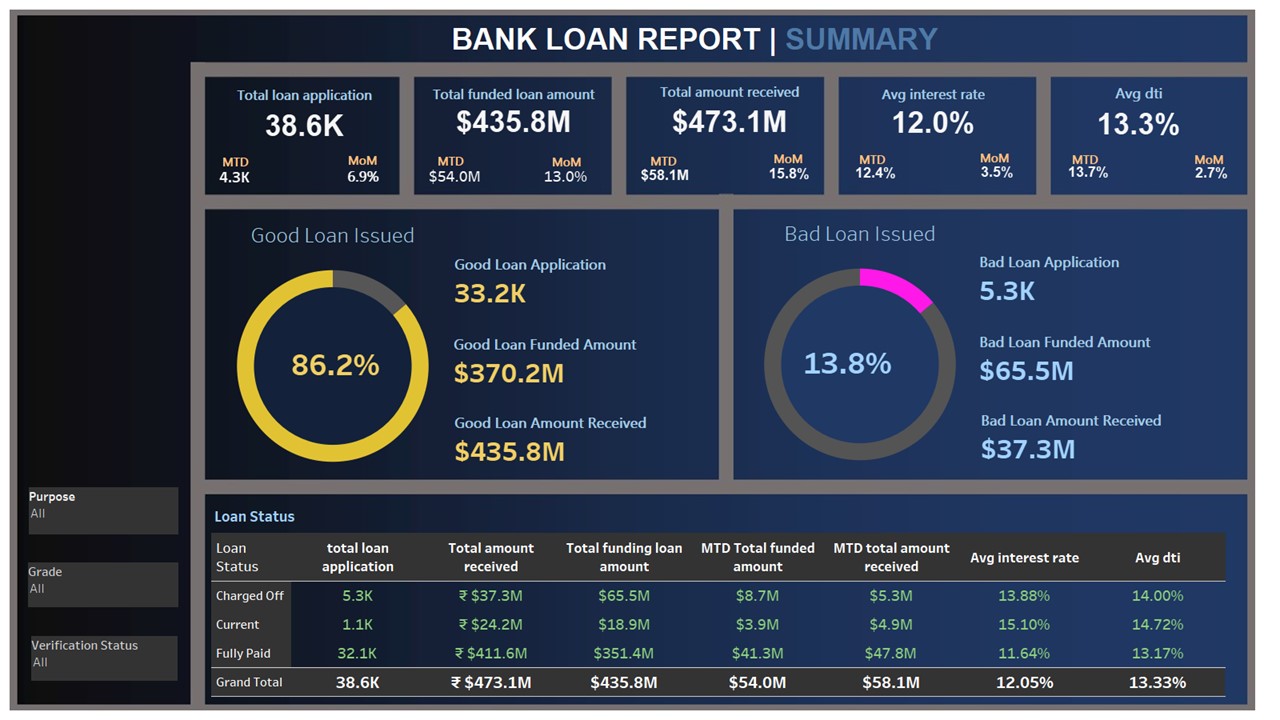 BANK LOAN REPORT | SUMMARY
Total loan application
38.6K
MTD MoM
4.3K 6.9%
Total funded loan amount
$435.8M
MTD MoM
$54.0M 13.0%
Total amount received
$473.1M
MTD MoM
$58.1M 15.8%
Avg interest rate
12.0%
MTD MoM
12.4% 3.5%
Avg dti
13.3%
MTD MoM
13.7% 2.7%
Good Loan Issued
86.2%
Good Loan Application
33.2K
Good Loan Funded Amount
$370.2M
Good Loan Amount Received
$435.8M
Bad Loan Issued
13.8%
Bad Loan Application
5.3K
Bad Loan Funded Amount
$65.5M
Bad Loan Amount Received
$37.3M
Purpose
All
Grade
All
Verification Status
All
Loan Status
Loan total loan Total amount Total funding loan MTD Total funded MTD total amount Avg interest rate Avg dti
Status application received amount amount received
Charged Off 5.3K ₹ $37.3M $65.5M $8.7M $5.3M 13.88% 14.00%
Current 1.1K ₹ $24.2M $18.9M $3.9M $4.9M 15.10% 14.72%
Fully Paid 32.1K ₹ $411.6M $351.4M $41.3M $47.8M 11.64% 13.17%
Grand Total 38.6K ₹ $473.1M $435.8M $54.0M $58.1M 12.05% 13.33%